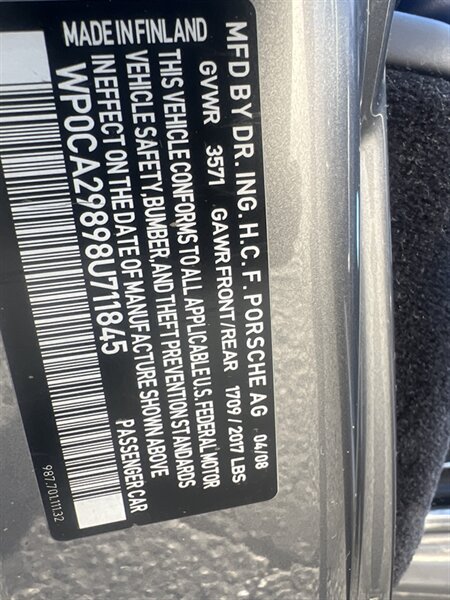 MFD BY DR. ING. H.C. F. PORSCHE AG 04/08
GVWR 3571 GAWR FRONT/REAR 1709 / 2017 LBS
THIS VEHICLE CONFORMS TO ALL APPLICABLE U.S. FEDERAL MOTOR
VEHICLE SAFETY, BUMPER, AND THEFT PREVENTION STANDARDS
IN EFFECT ON THE DATE OF MANUFACTURE SHOWN ABOVE
MADE IN FINLAND
WP0CA29898U71845
PASSENGER CAR
987.701.111.32